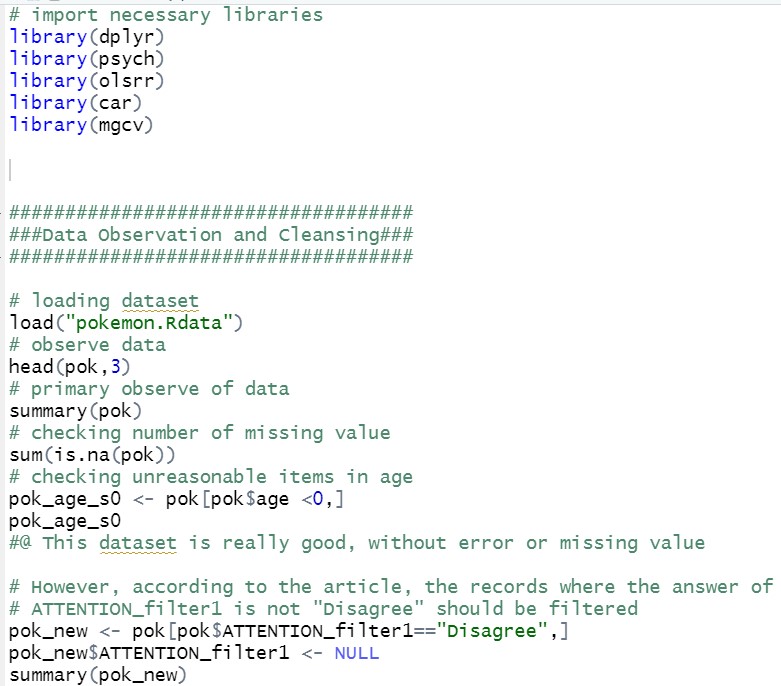 # import necessary libraries
library(dplyr)
library(psych)
library(olsrr)
library(car)
library(mgcv)
####################################
###Data Observation and Cleansing###
####################################
# loading dataset
load("pokemon.Rdata")
# observe data
head(pok,3)
# primary observe of data
summary(pok)
# checking number of missing value
sum(is.na(pok))
# checking unreasonable items in age
pok_age_s0 <- pok[pok$age <0,]
pok_age_s0
#@ This dataset is really good, without error or missing value
# However, according to the article, the records where the answer of
# ATTENTION_filter1 is not "Disagree" should be filtered
pok_new <- pok[pok$ATTENTION_filter1=="Disagree",]
pok_new$ATTENTION_filter1 <- NULL
summary(pok_new)